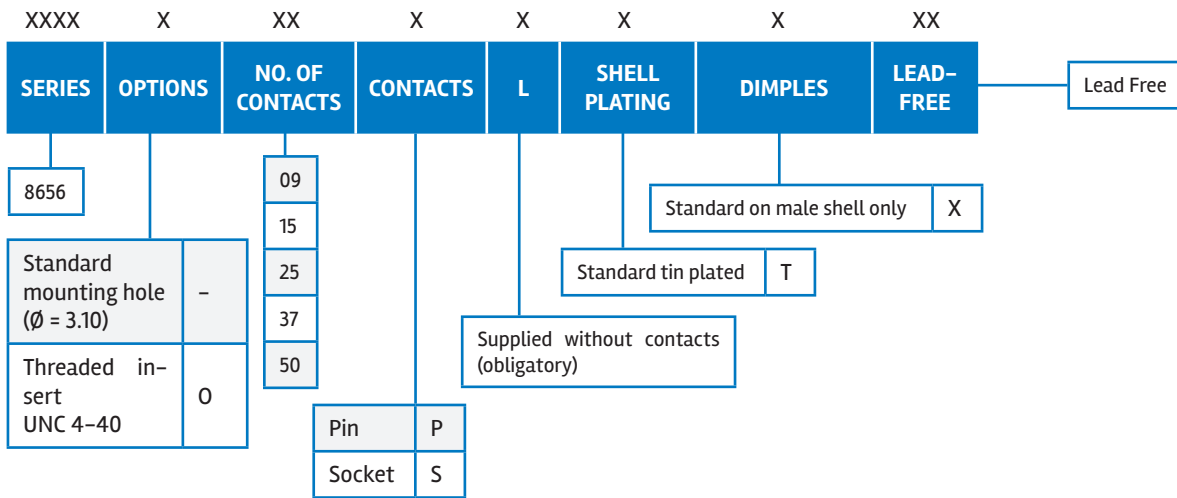 XXXX X XX X X X X XX
SERIES
OPTIONS
NO. OF
CONTACTS
CONTACTS
L
SHELL
PLATING
DIMPLES
LEAD-
FREE
Lead Free
8656
Standard
mounting hole
(Ø = 3.10)
-
Threaded in-
sert
UNC 4-40
O
09
15
25
37
50
Pin P
Socket S
Supplied without contacts
(obligatory)
Standard tin plated T
Standard on male shell only X